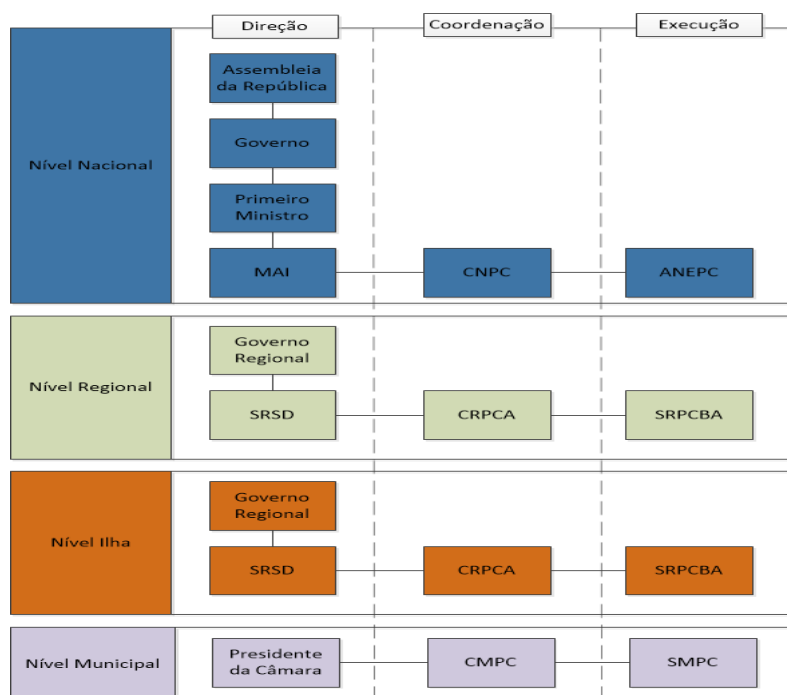 Direção
Coordenação
Execução
Nível Nacional
Assembleia
da República
Governo
Primeiro
Ministro
MAI
CNPC
ANEPC
Nível Regional
Governo
Regional
SRSD
CRPCA
SRPCBA
Nível Ilha
Governo
Regional
SRSD
CRPCA
SRPCBA
Nível Municipal
Presidente
da Câmara
CMPC
SMPC